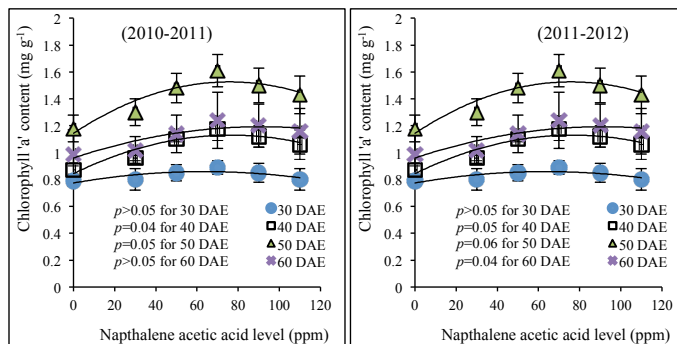 (2010-2011)
Chlorophyll 'a' content (mg g-1)
2
1.8
1.6
1.4
1.2
1
0.8
0.6
0.4
0.2
0
p>0.05 for 30 DAE
p=0.04 for 40 DAE
p=0.05 for 50 DAE
p>0.05 for 60 DAE
30 DAE
40 DAE
50 DAE
60 DAE
0 20 40 60 80 100 120
Napthalene acetic acid level (ppm)
(2011-2012)
Chlorophyll 'a' content (mg g-1)
2
1.8
1.6
1.4
1.2
1
0.8
0.6
0.4
0.2
0
p>0.05 for 30 DAE
p=0.05 for 40 DAE
p=0.06 for 50 DAE
p=0.04 for 60 DAE
30 DAE
40 DAE
50 DAE
60 DAE
0 20 40 60 80 100 120
Napthalene acetic acid level (ppm)